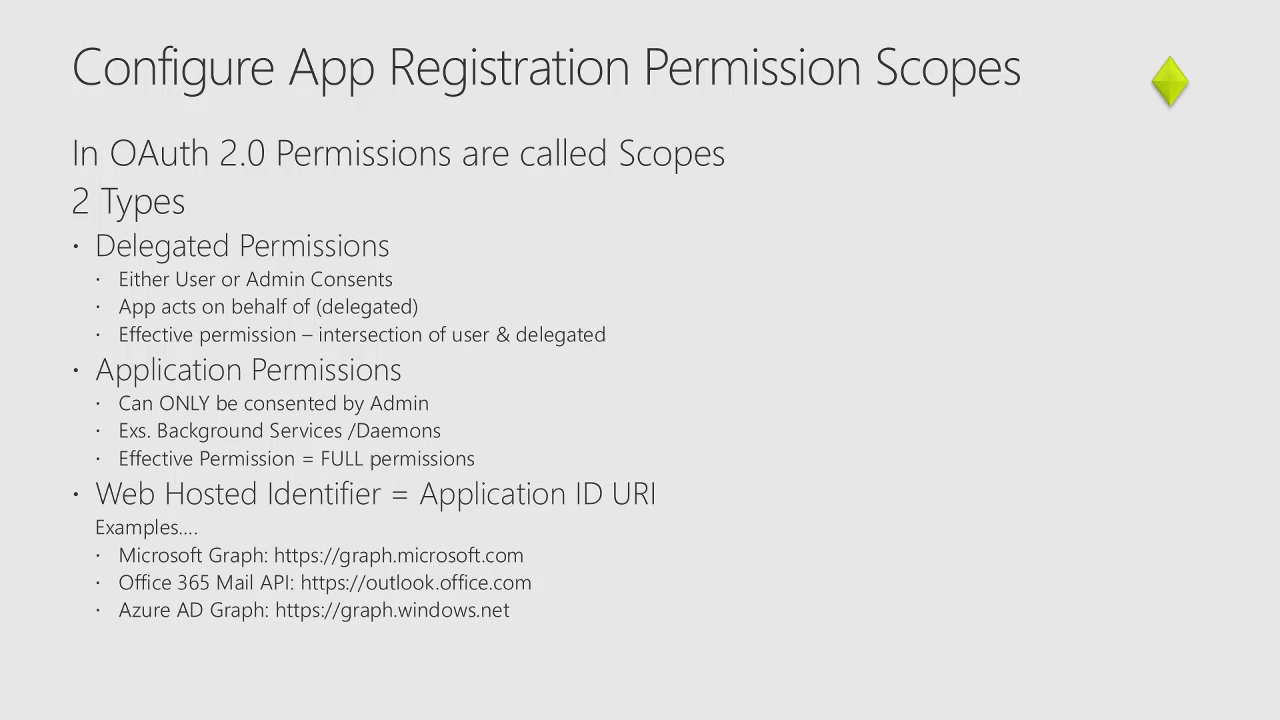 Configure App Registration Permission Scopes
In OAuth 2.0 Permissions are called Scopes
2 Types
· Delegated Permissions
· Either User or Admin Consents
· App acts on behalf of (delegated)
· Effective permission – intersection of user & delegated
· Application Permissions
· Can ONLY be consented by Admin
· Exs. Background Services /Daemons
· Effective Permission = FULL permissions
· Web Hosted Identifier = Application ID URI
Examples....
· Microsoft Graph: https://graph.microsoft.com
· Office 365 Mail API: https://outlook.office.com
· Azure AD Graph: https://graph.windows.net